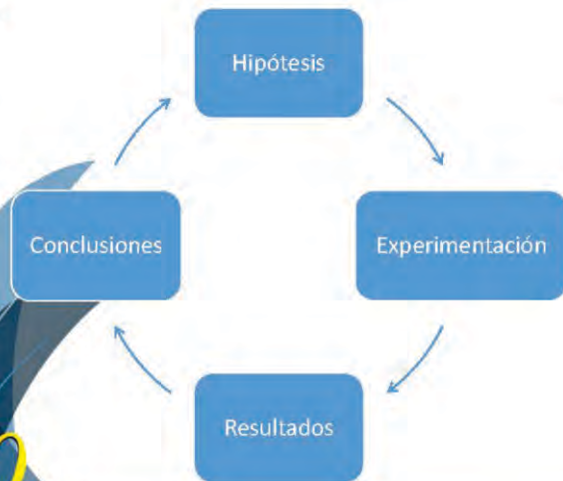 Hipótesis
Experimentación
Resultados
Conclusiones